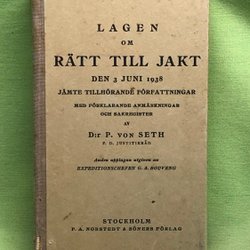 LAGEN
OM
RÄTT TILL JAKT
DEN 3 JUNI 1938
JÄMTE TILLHÖRANDE FÖRFATTNINGAR
MED FÖRKLARANDE ANMÄRKNINGAR
OCH SAKREGISTER
AV
D:r P. VON SETH
F. D. JUSTITIERÅD
Andra upplagan utgiven av
EXPEDITIONSCHEFEN G. A. BOUVENG
STOCKHOLM
P. A. NORSTEDT & SÖNERS FÖRLAG